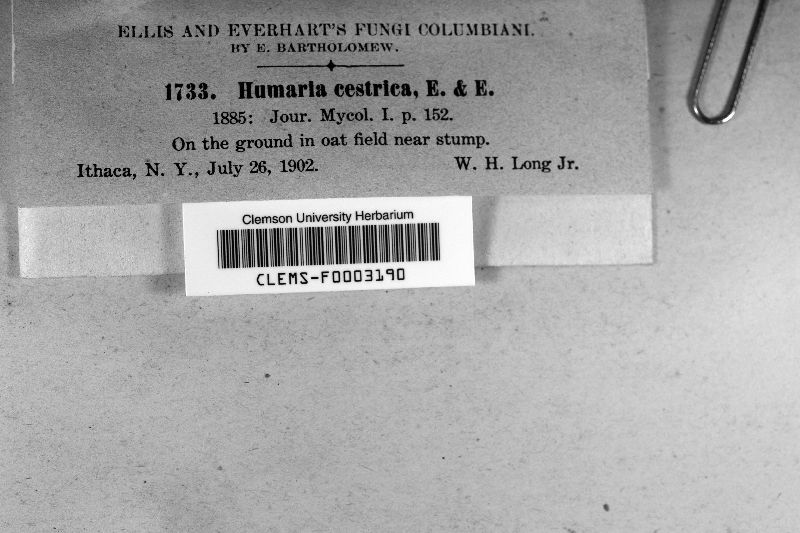 ELLIS AND EVERHART'S FUNGI COLUMBIANI.
BY E. BARTHOLOMEW.
1733. Humaria cestrica, E. & E.
1885: Jour. Mycol. I. p. 152.
On the ground in oat field near stump.
Ithaca, N. Y., July 26, 1902. W. H. Long Jr.
Clemson University Herbarium
CLEMS-F0003190